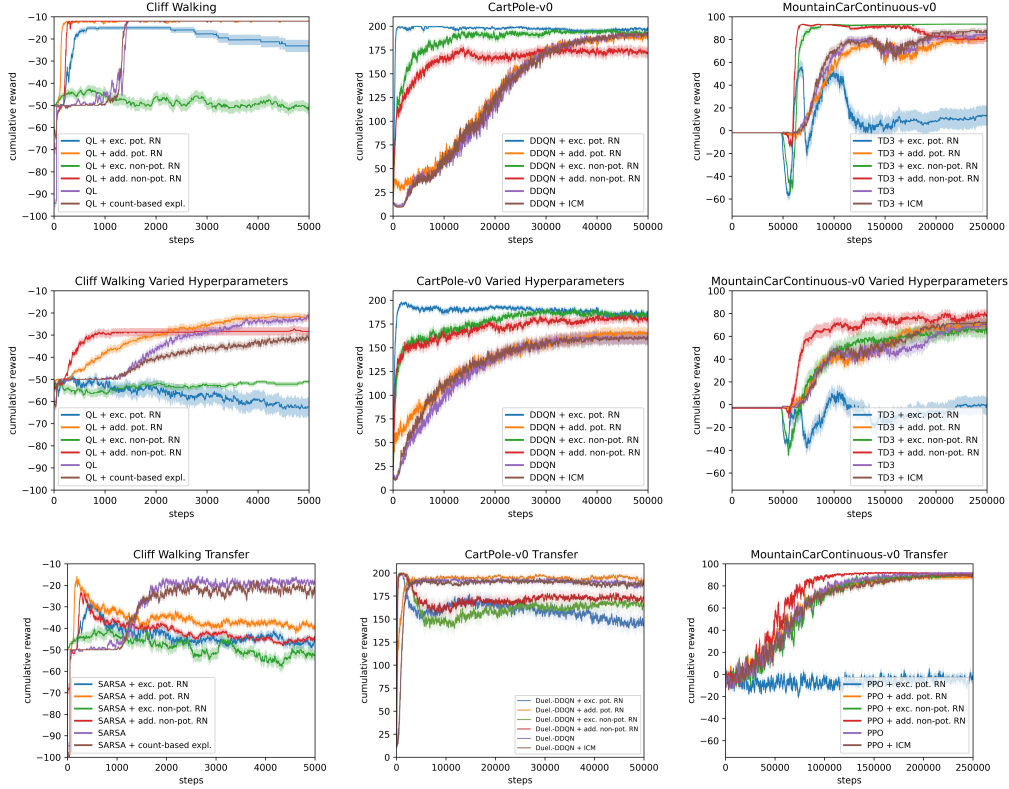 Cliff Walking
−10
−20
−30
−40
−50
−60
−70
−80
−90
−100
cumulative reward
0
1000
2000
3000
4000
5000
steps
QL + exc. pot. RN
QL + add. pot. RN
QL + exc. non-pot. RN
QL + add. non-pot. RN
QL
QL + count-based expl.
CartPole-v0
200
175
150
125
100
75
50
25
0
cumulative reward
0
10000
20000
30000
40000
50000
steps
DDQN + exc. pot. RN
DDQN + add. pot. RN
DDQN + exc. non-pot. RN
DDQN + add. non-pot. RN
DDQN
DDQN + ICM
MountainCarContinuous-v0
100
80
60
40
20
0
−20
−40
−60
cumulative reward
0
50000
100000
150000
200000
250000
steps
TD3 + exc. pot. RN
TD3 + add. pot. RN
TD3 + exc. non-pot. RN
TD3 + add. non-pot. RN
TD3
TD3 + ICM
Cliff Walking Varied Hyperparameters
−10
−20
−30
−40
−50
−60
−70
−80
−90
−100
cumulative reward
0
1000
2000
3000
4000
5000
steps
QL + exc. pot. RN
QL + add. pot. RN
QL + exc. non-pot. RN
QL + add. non-pot. RN
QL
QL + count-based expl.
CartPole-v0 Varied Hyperparameters
200
175
150
125
100
75
50
25
0
cumulative reward
0
10000
20000
30000
40000
50000
steps
DDQN + exc. pot. RN
DDQN + add. pot. RN
DDQN + exc. non-pot. RN
DDQN + add. non-pot. RN
DDQN
DDQN + ICM
MountainCarContinuous-v0 Varied Hyperparameters
100
80
60
40
20
0
−20
−40
−60
cumulative reward
0
50000
100000
150000
200000
250000
steps
TD3 + exc. pot. RN
TD3 + add. pot. RN
TD3 + exc. non-pot. RN
TD3 + add. non-pot. RN
TD3
TD3 + ICM
Cliff Walking Transfer
−10
−20
−30
−40
−50
−60
−70
−80
−90
−100
cumulative reward
0
1000
2000
3000
4000
5000
steps
SARSA + exc. pot. RN
SARSA + add. pot. RN
SARSA + exc. non-pot. RN
SARSA + add. non-pot. RN
SARSA
SARSA + count-based expl.
CartPole-v0 Transfer
200
175
150
125
100
75
50
25
0
cumulative reward
0
10000
20000
30000
40000
50000
steps
Duel.-DDQN + exc. pot. RN
Duel.-DDQN + add. pot. RN
Duel.-DDQN + exc. non-pot. RN
Duel.-DDQN + add. non-pot. RN
Duel.-DDQN
Duel.-DDQN + ICM
MountainCarContinuous-v0 Transfer
100
80
60
40
20
0
−20
−40
−60
cumulative reward
0
50000
100000
150000
200000
250000
steps
PPO + exc. pot. RN
PPO + add. pot. RN
PPO + exc. non-pot. RN
PPO + add. non-pot. RN
PPO
PPO + ICM